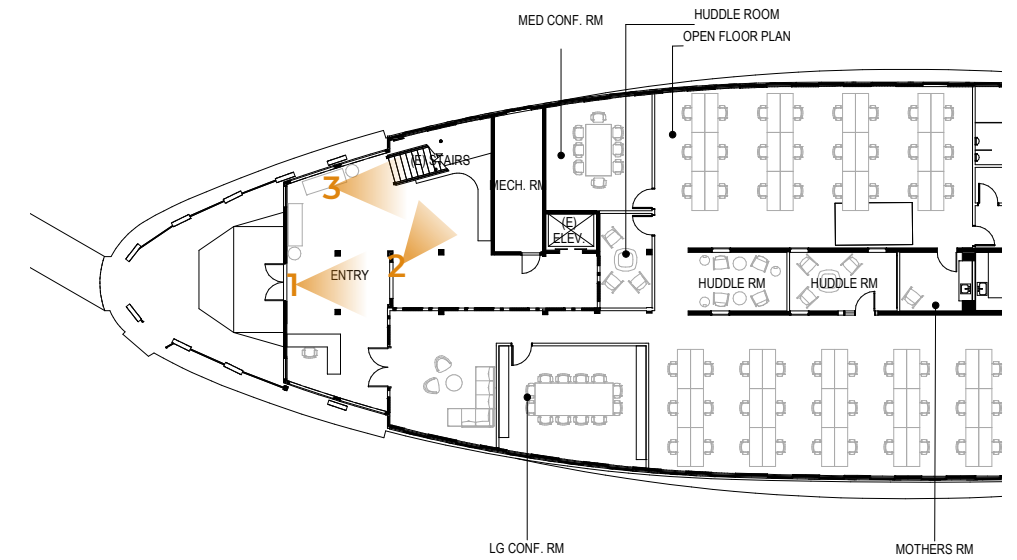 HUDDLE ROOM
MED CONF. RM
OPEN FLOOR PLAN
(E) STAIRS
3
MECH. RM
(E)
ELEV.
2
ENTRY
1
HUDDLE RM
HUDDLE RM
LG CONF. RM
MOTHERS RM